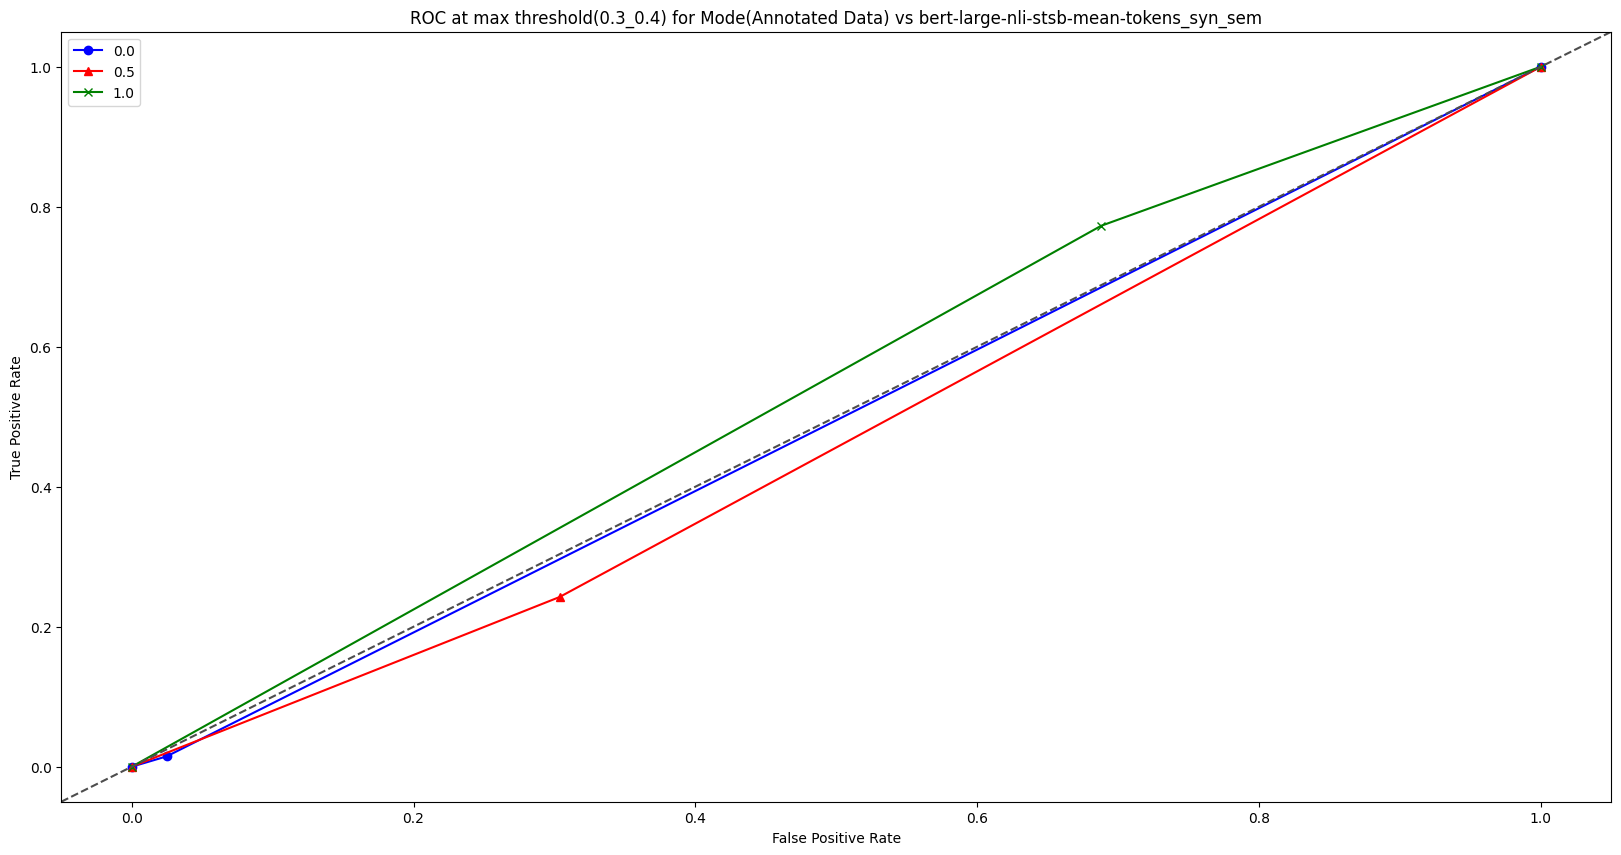 ROC at max threshold(0.3_0.4) for Mode(Annotated Data) vs bert-large-nli-stsb-mean-tokens_syn_sem
0.0
0.5
1.0
True Positive Rate
1.0
0.8
0.6
0.4
0.2
0.0
0.0 0.2 0.4 0.6 0.8 1.0
False Positive Rate